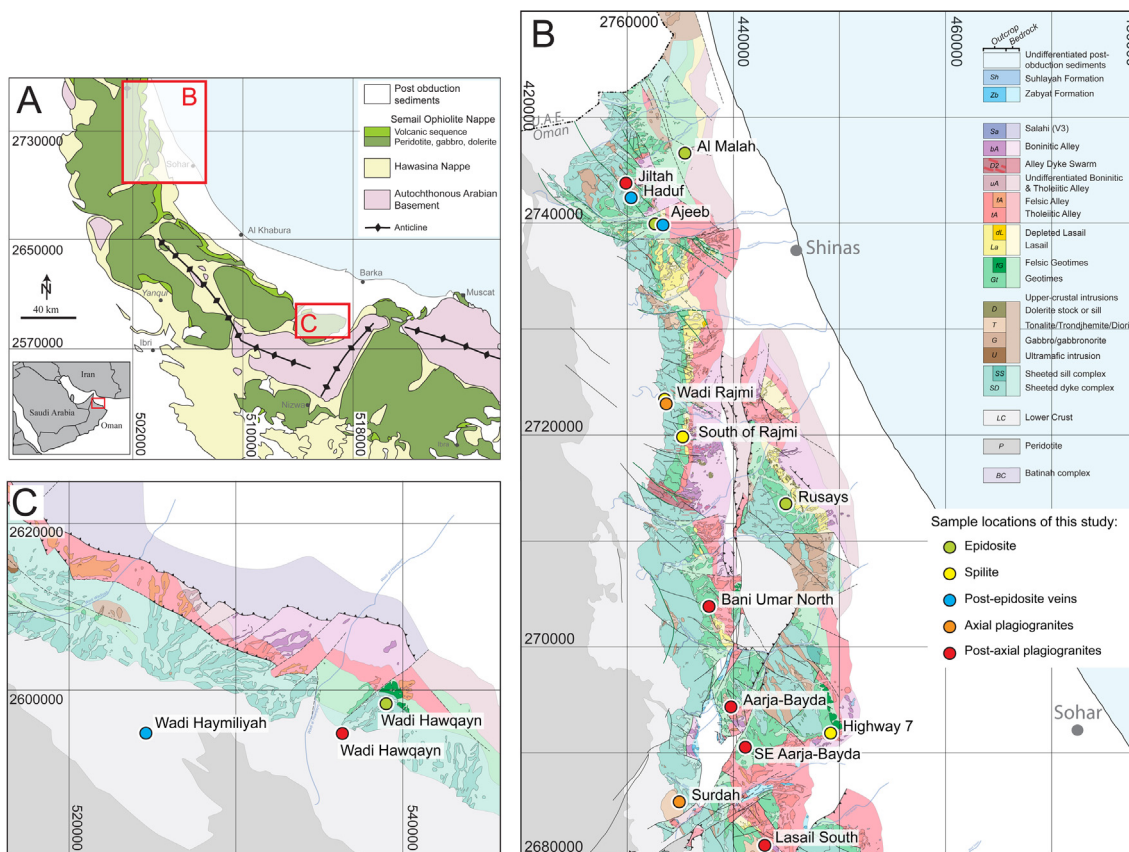 A
B
C
2730000
2650000
2570000
N
40 km
Sohar
Al Khabura
Barka
Muscat
Yanqul
Ibri
Nizwa
Ibra
502000
510000
518000
Iran
Saudi Arabia
Oman
Post obduction
sediments
Semail Ophiolite Nappe
Volcanic sequence
Peridotite, gabbro, dolerite
Hawasina Nappe
Autochthonous Arabian
Basement
Anticline
C
2620000
2600000
520000
540000
Wadi Haymiliyah
Wadi Hawqayn
Wadi Hawqayn
B
2760000
4400000
460000
420000
U.A.E.
Oman
Al Malah
Jiltah
Haduf
Ajeeb
2740000
Shinas
Wadi Rajmi
2720000
South of Rajmi
Rusays
Bani Umar North
270000
Aarja-Bayda
Highway 7
SE Aarja-Bayda
Sohar
Surdah
Lasail South
2680000
Outcrop
Bedrock
Undifferentiated post-
obduction sediments
Sh Suhlayah Formation
Zb Zabyat Formation
Sa Salahi (V3)
bA Boninitic Alley
D2 Alley Dyke Swarm
uA Undifferentiated Boninitic
& Tholeiitic Alley
fA Felsic Alley
tA Tholeiitic Alley
dL Depleted Lasail
La Lasail
fG Felsic Geotimes
Gt Geotimes
Upper-crustal intrusions
D Dolerite stock or sill
T Tonalite/Trondjhemite/Diori
G Gabbro/gabbronorite
U Ultramafic intrusion
SS Sheeted sill complex
SD Sheeted dyke complex
LC Lower Crust
P Peridotite
BC Batinah complex
Sample locations of this study:
Epidosite
Spilite
Post-epidosite veins
Axial plagiogranites
Post-axial plagiogranites